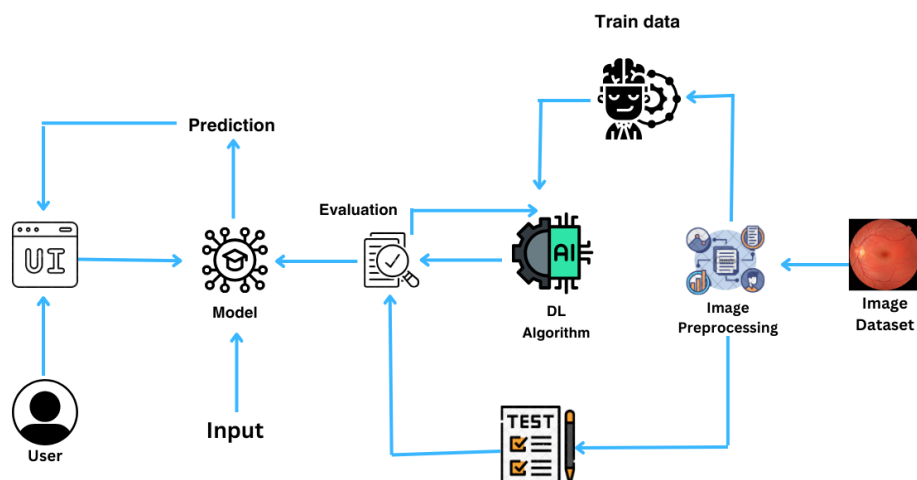 Train data
Prediction
Evaluation
UI
AI
Model
DL
Algorithm
Image
Preprocessing
Image
Dataset
Input
User
TEST